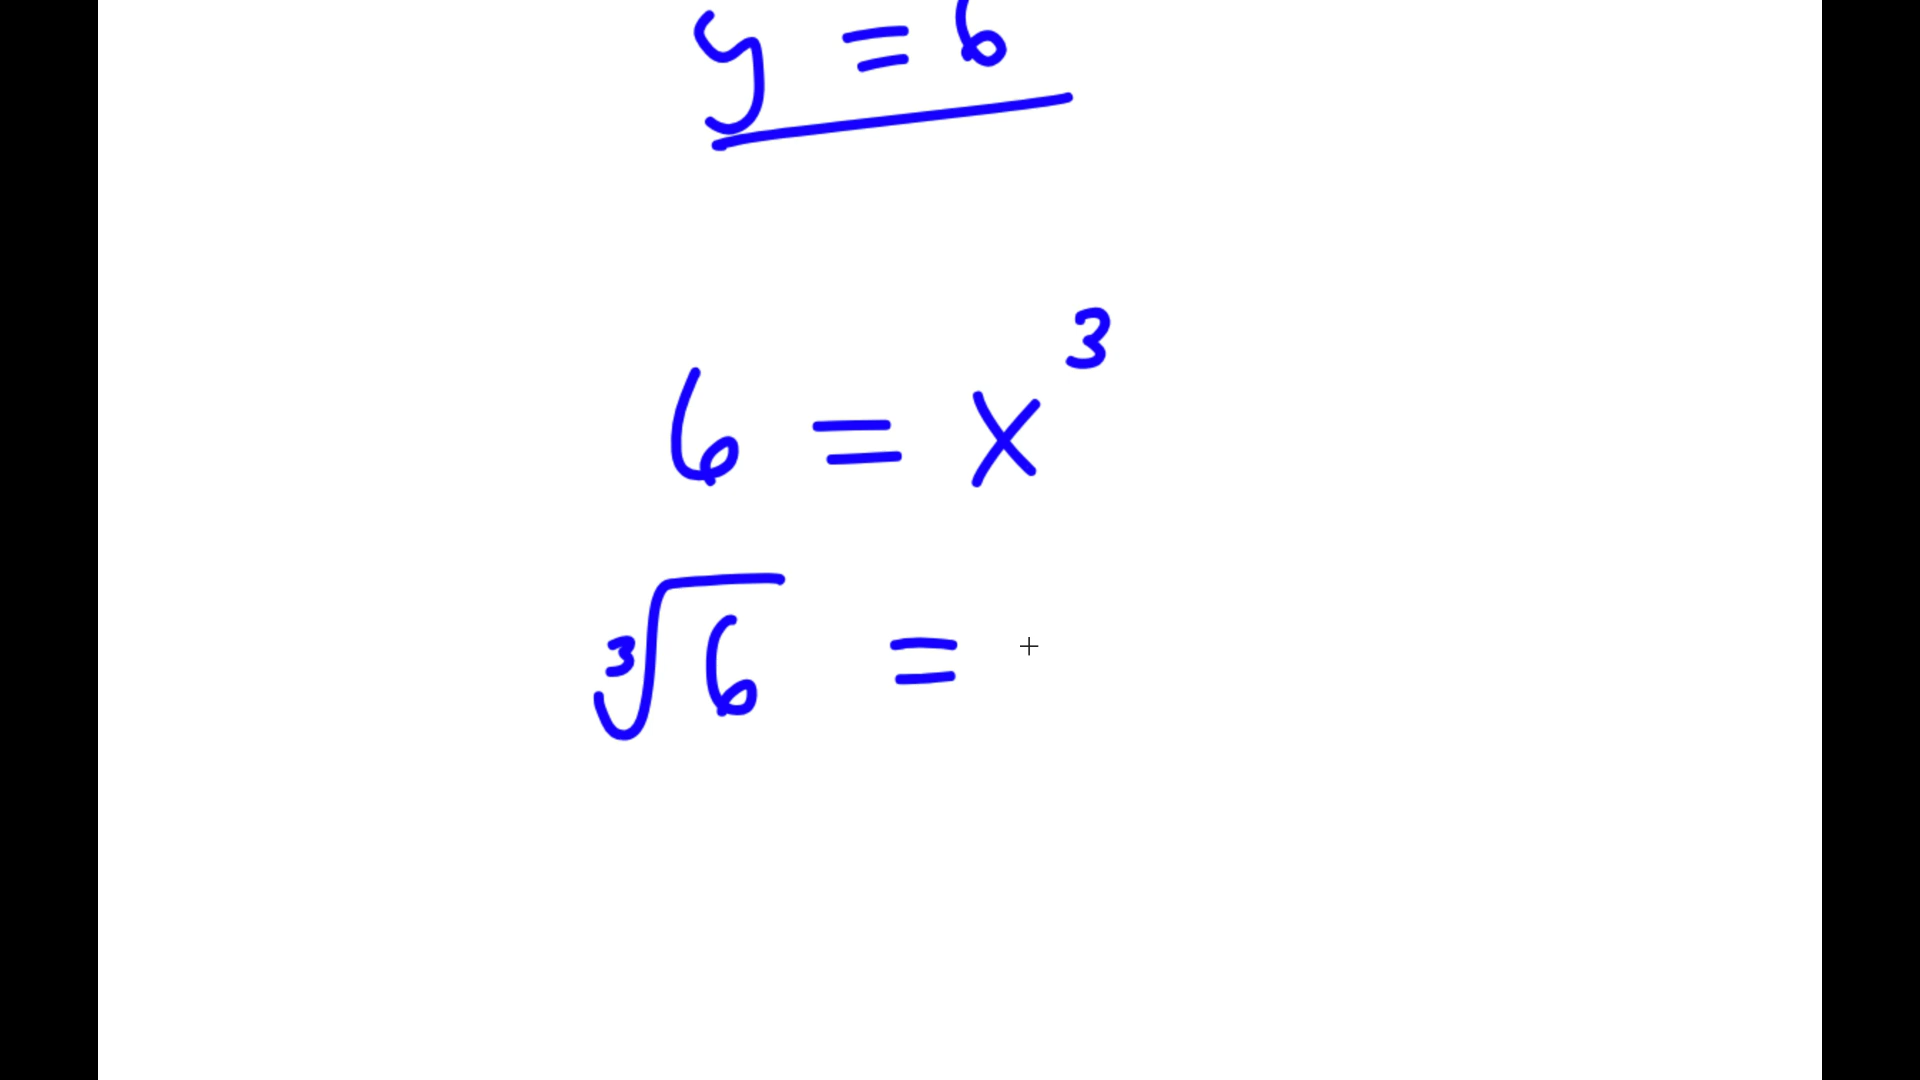 y = 6
6 = x³
∛6 =